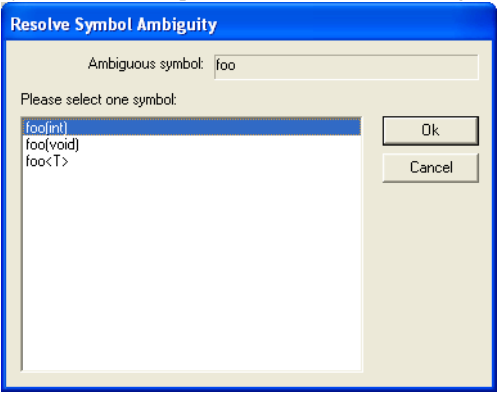 Resolve Symbol Ambiguity
Ambiguous symbol: foo
Please select one symbol:
foo(int)
foo(void)
foo<T>
Ok
Cancel